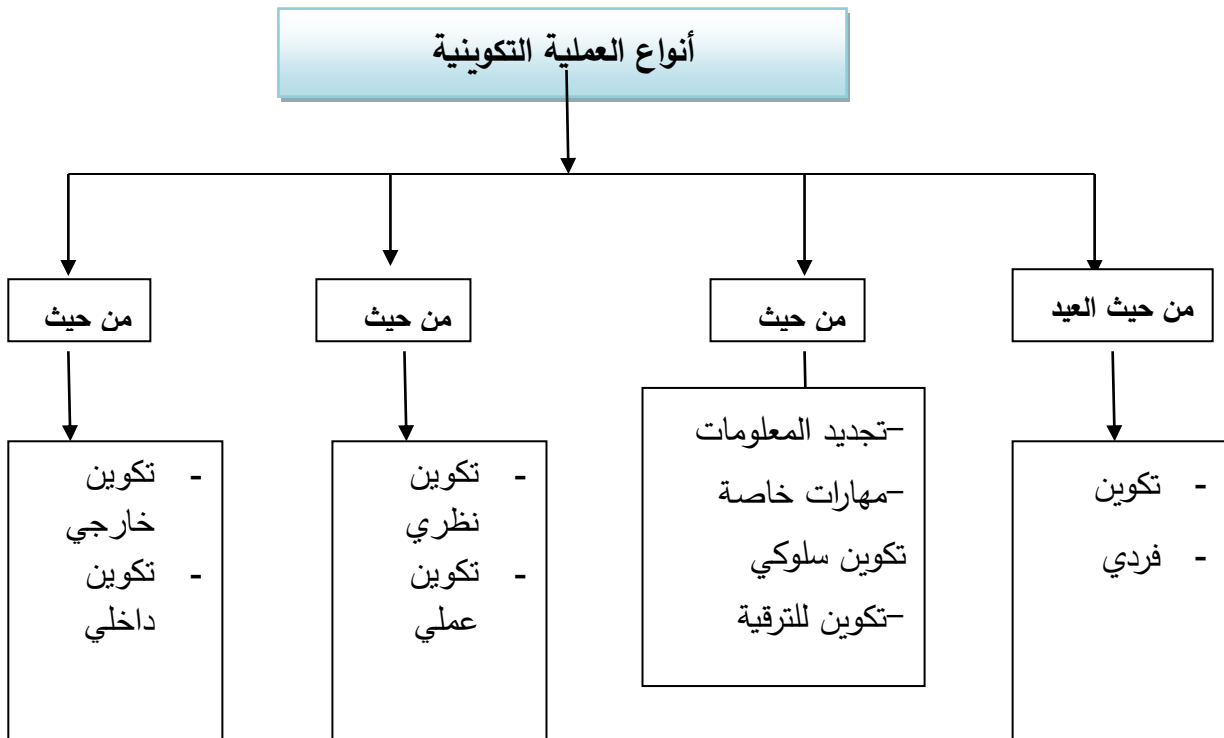 أنواع العملية التكوينية
من حيث العيد
من حيث
من حيث
من حيث
- تكوين
- فردي
–تجديد المعلومات
–مهارات خاصة
تكوين سلوكي
–تكوين للترقية
- تكوين
نظري
- تكوين
عملي
- تكوين
خارجي
- تكوين
داخلي